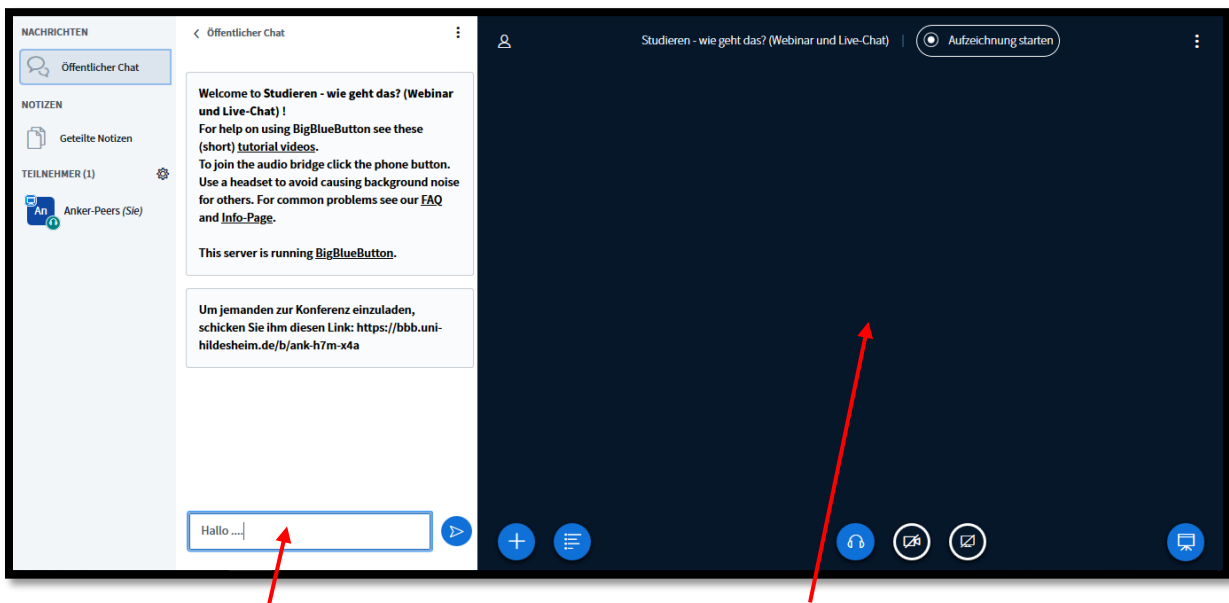 NACHRICHTEN
Öffentlicher Chat
NOTIZEN
Geteilte Notizen
TEILNEHMER (1)
An
Anker-Peers (Sie)
Öffentlicher Chat
Welcome to Studieren - wie geht das? (Webinar
und Live-Chat) !
For help on using BigBlueButton see these
(short) tutorial videos.
To join the audio bridge click the phone button.
Use a headset to avoid causing background noise
for others. For common problems see our FAQ
and Info-Page.
This server is running BigBlueButton.
Um jemanden zur Konferenz einzuladen,
schicken Sie ihm diesen Link: https://bbb.uni-
hildesheim.de/b/ank-h7m-x4a
Hallo ....
Studieren - wie geht das? (Webinar und Live-Chat) | Aufzeichnung starten